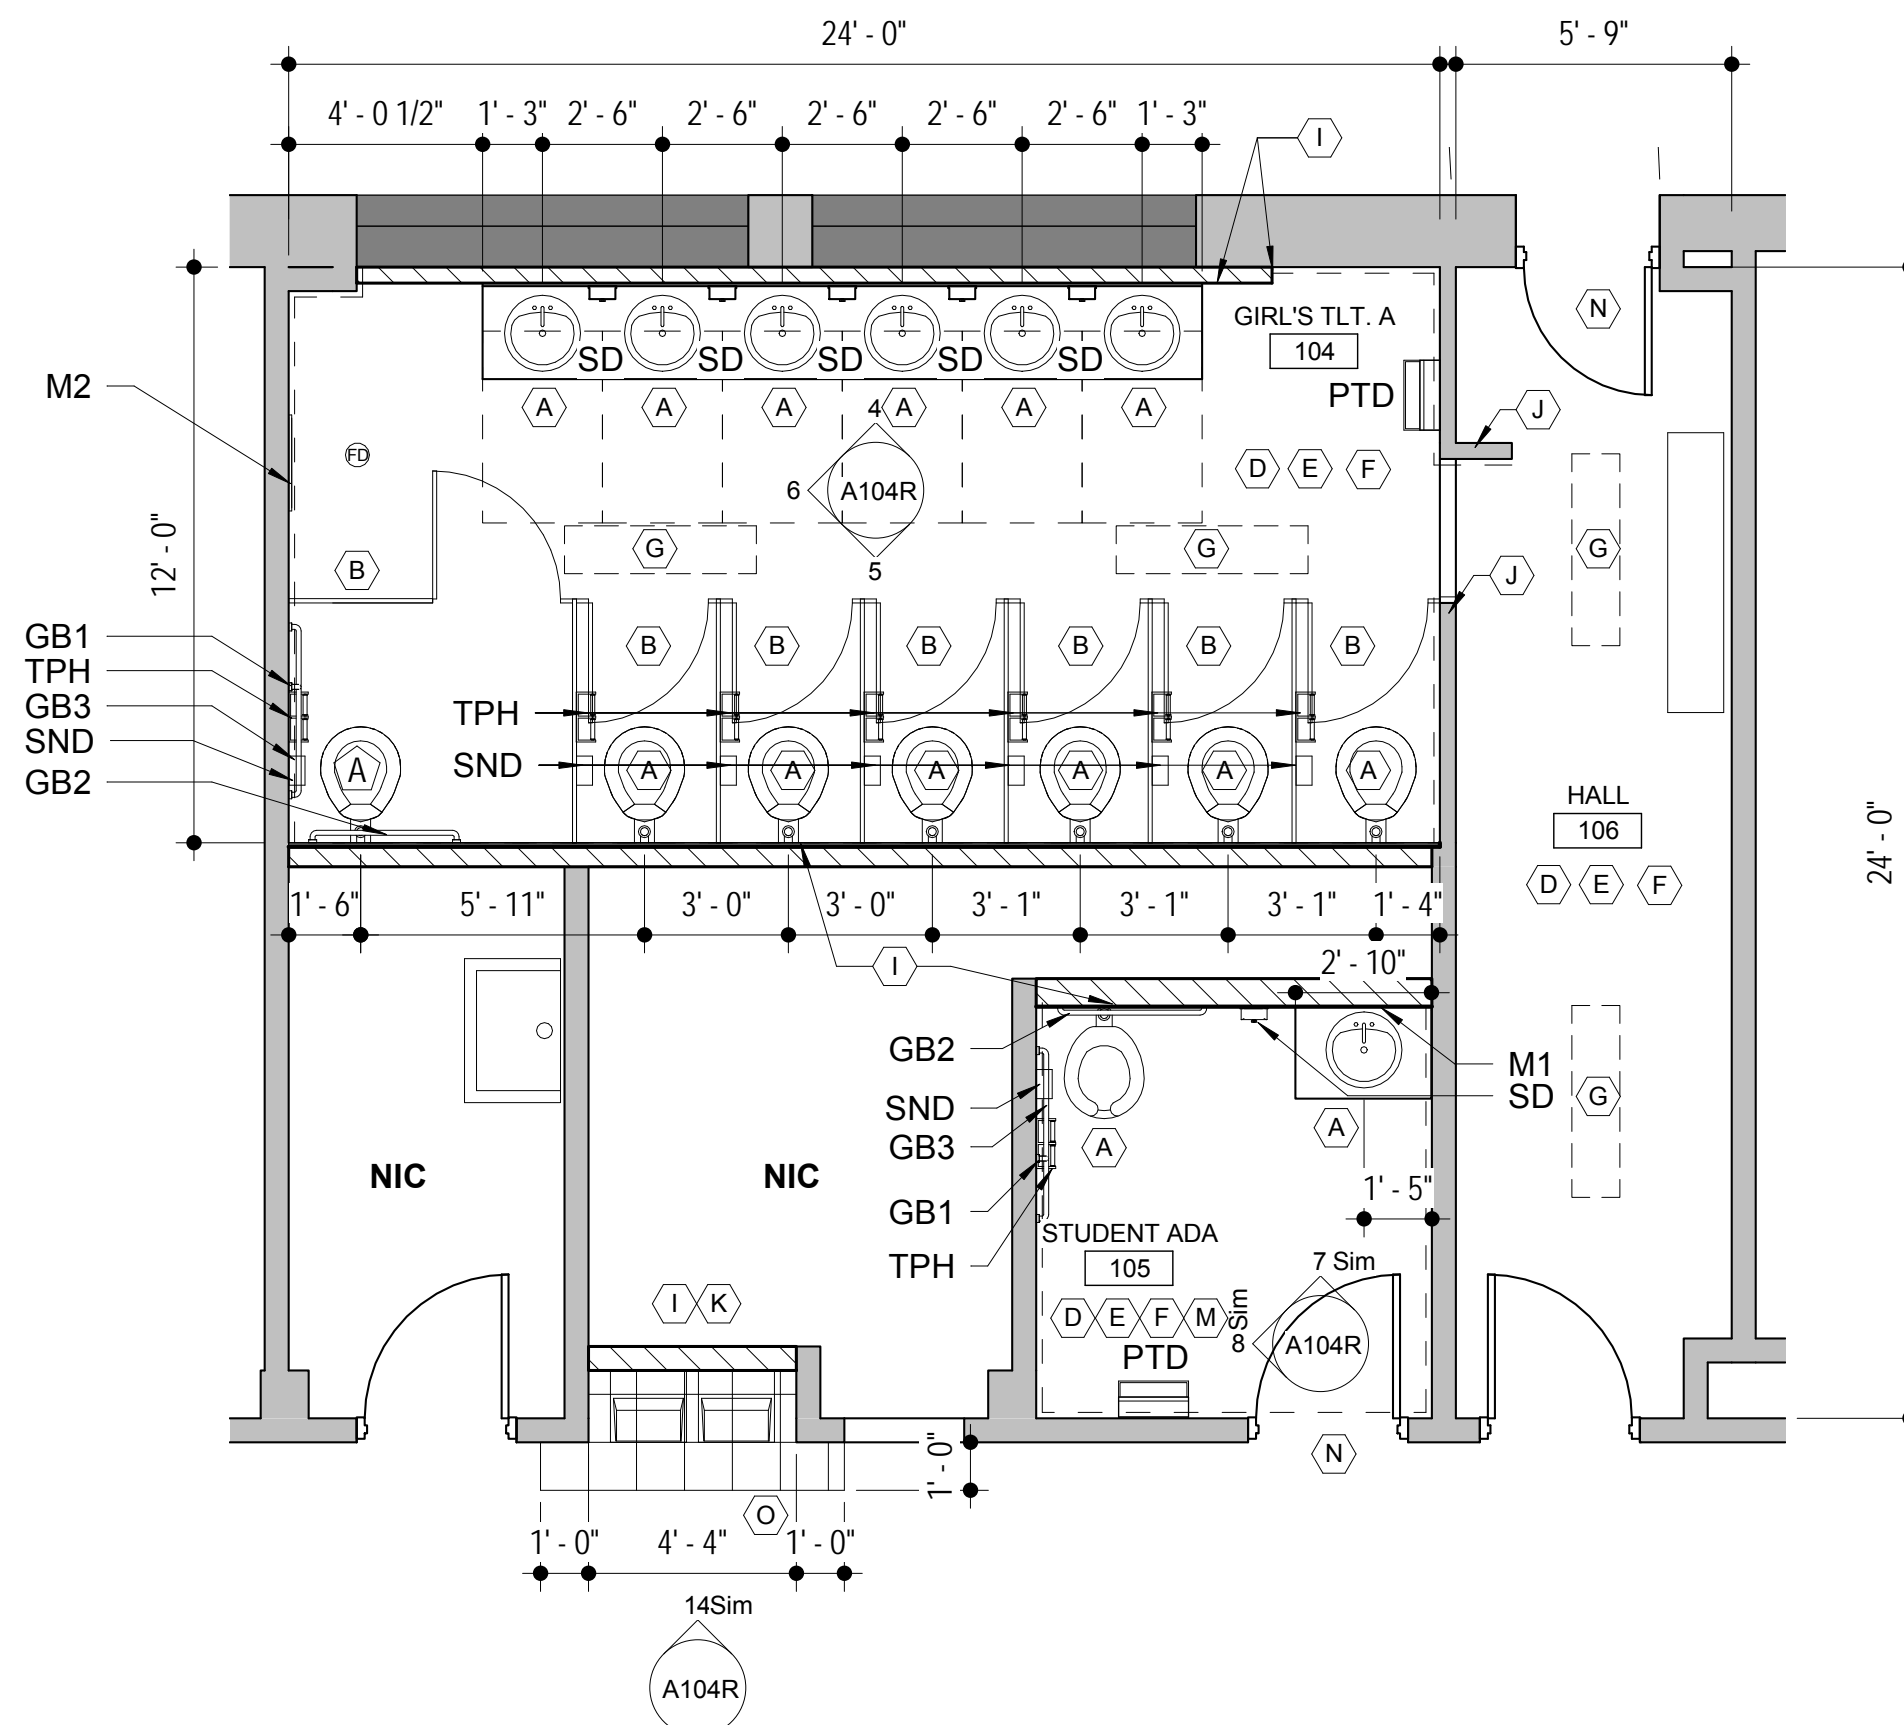 24' - 0" 5' - 9"
4' - 0 1/2" 1' - 3" 2' - 6" 2' - 6" 2' - 6" 2' - 6" 2' - 6" 1' - 3"
I
N
GIRL'S TLT. A
104
SD SD SD SD SD
M2
PTD
A A A A A A
J
4
FD
D E F
6 A104R
G G G
5
12' - 0"
B
J
GB1
TPH
GB3
SND
GB2
B B B B B B
TPH
SND
A A A A A A A
HALL
106
24' - 0"
D E F
1' - 6" 5' - 11" 3' - 0" 3' - 0" 3' - 1" 3' - 1" 3' - 1" 1' - 4"
I
2' - 10"
GB2
M1
SD
SND
G
A
GB3
A
NIC NIC
1' - 5"
GB1
STUDENT ADA
105
TPH
7 Sim
I K
D E F M
8 Sim
A104R
PTD
1' - 0"
N
O
1' - 0" 4' - 4" 1' - 0"
14Sim
A104R